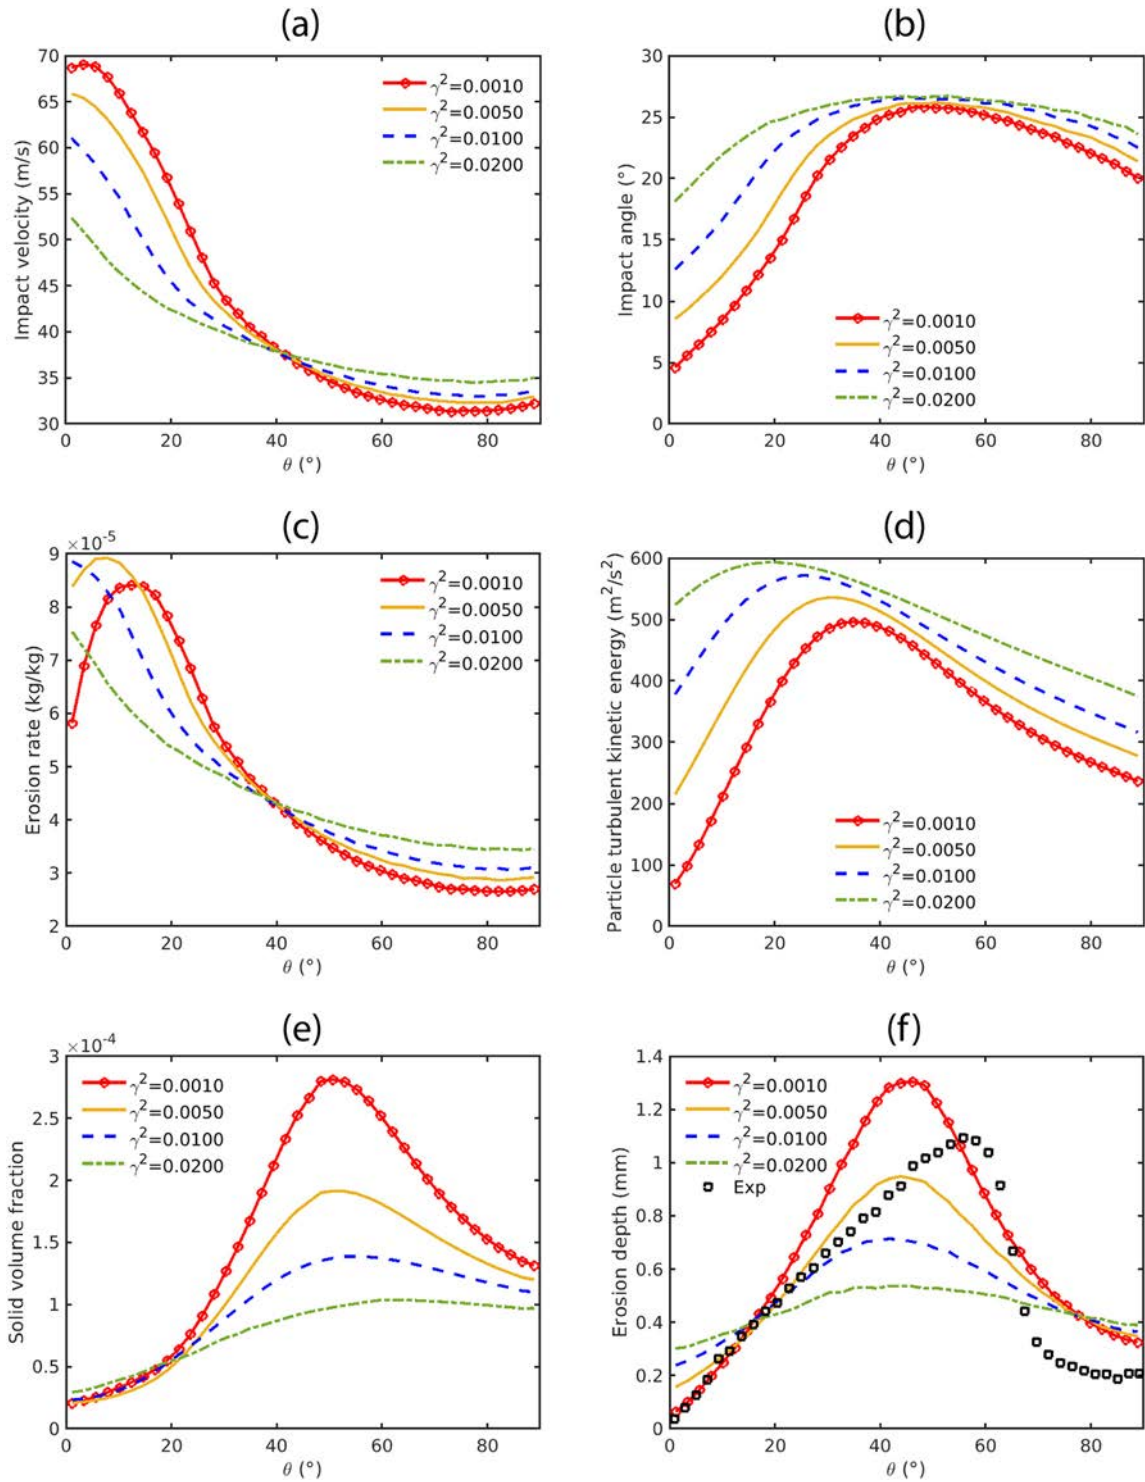 (a)
70
65
60
55
50
45
40
35
30
0
20
40
60
80
Impact velocity (m/s)
θ (°)
γ²=0.0010
γ²=0.0050
γ²=0.0100
γ²=0.0200
(b)
30
25
20
15
10
5
0
0
20
40
60
80
Impact angle (°)
θ (°)
γ²=0.0010
γ²=0.0050
γ²=0.0100
γ²=0.0200
(c)
×10⁻⁵
9
8
7
6
5
4
3
2
0
20
40
60
80
Erosion rate (kg/kg)
θ (°)
γ²=0.0010
γ²=0.0050
γ²=0.0100
γ²=0.0200
(d)
600
500
400
300
200
100
0
0
20
40
60
80
Particle turbulent kinetic energy (m²/s²)
θ (°)
γ²=0.0010
γ²=0.0050
γ²=0.0100
γ²=0.0200
(e)
×10⁻⁴
3
2.5
2
1.5
1
0.5
0
0
20
40
60
80
Solid volume fraction
θ (°)
γ²=0.0010
γ²=0.0050
γ²=0.0100
γ²=0.0200
(f)
1.4
1.2
1
0.8
0.6
0.4
0.2
0
0
20
40
60
80
Erosion depth (mm)
θ (°)
γ²=0.0010
γ²=0.0050
γ²=0.0100
γ²=0.0200
Exp